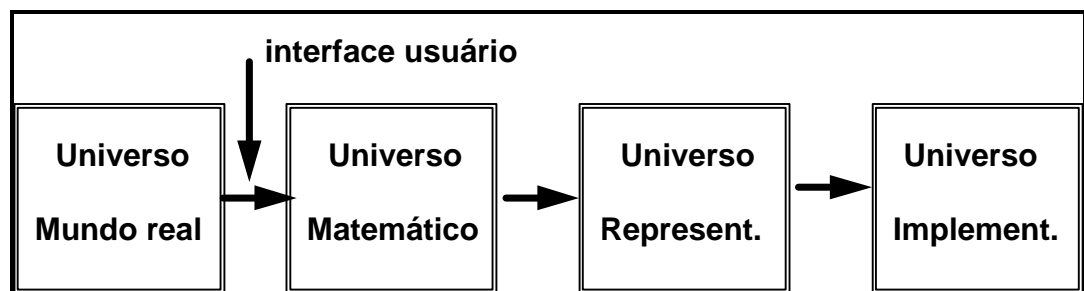 interface usuário
Universo
Mundo real
Universo
Matemático
Universo
Represent.
Universo
Implement.